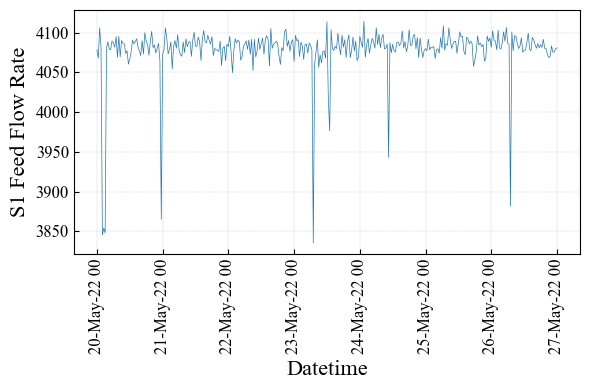 S1 Feed Flow Rate
4100
4050
4000
3950
3900
3850
20-May-22 00
21-May-22 00
22-May-22 00
23-May-22 00
24-May-22 00
25-May-22 00
26-May-22 00
27-May-22 00
Datetime